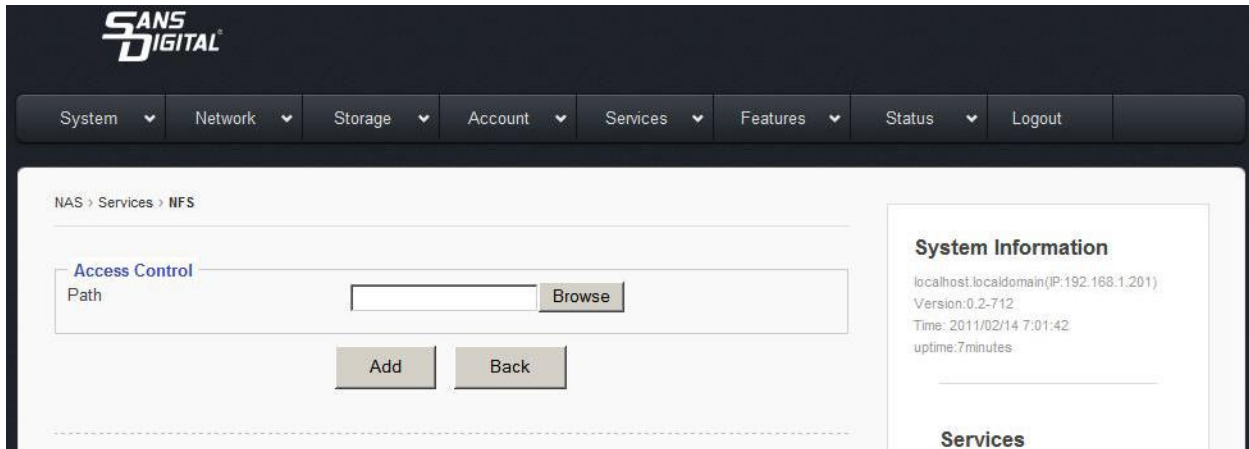 SANS
DIGITAL
System Network Storage Account Services Features Status Logout
NAS › Services › NFS
Access Control
Path Browse
Add Back
System Information
localhost.localdomain(IP:192.168.1.201)
Version:0.2-712
Time: 2011/02/14 7:01:42
uptime:7minutes
Services